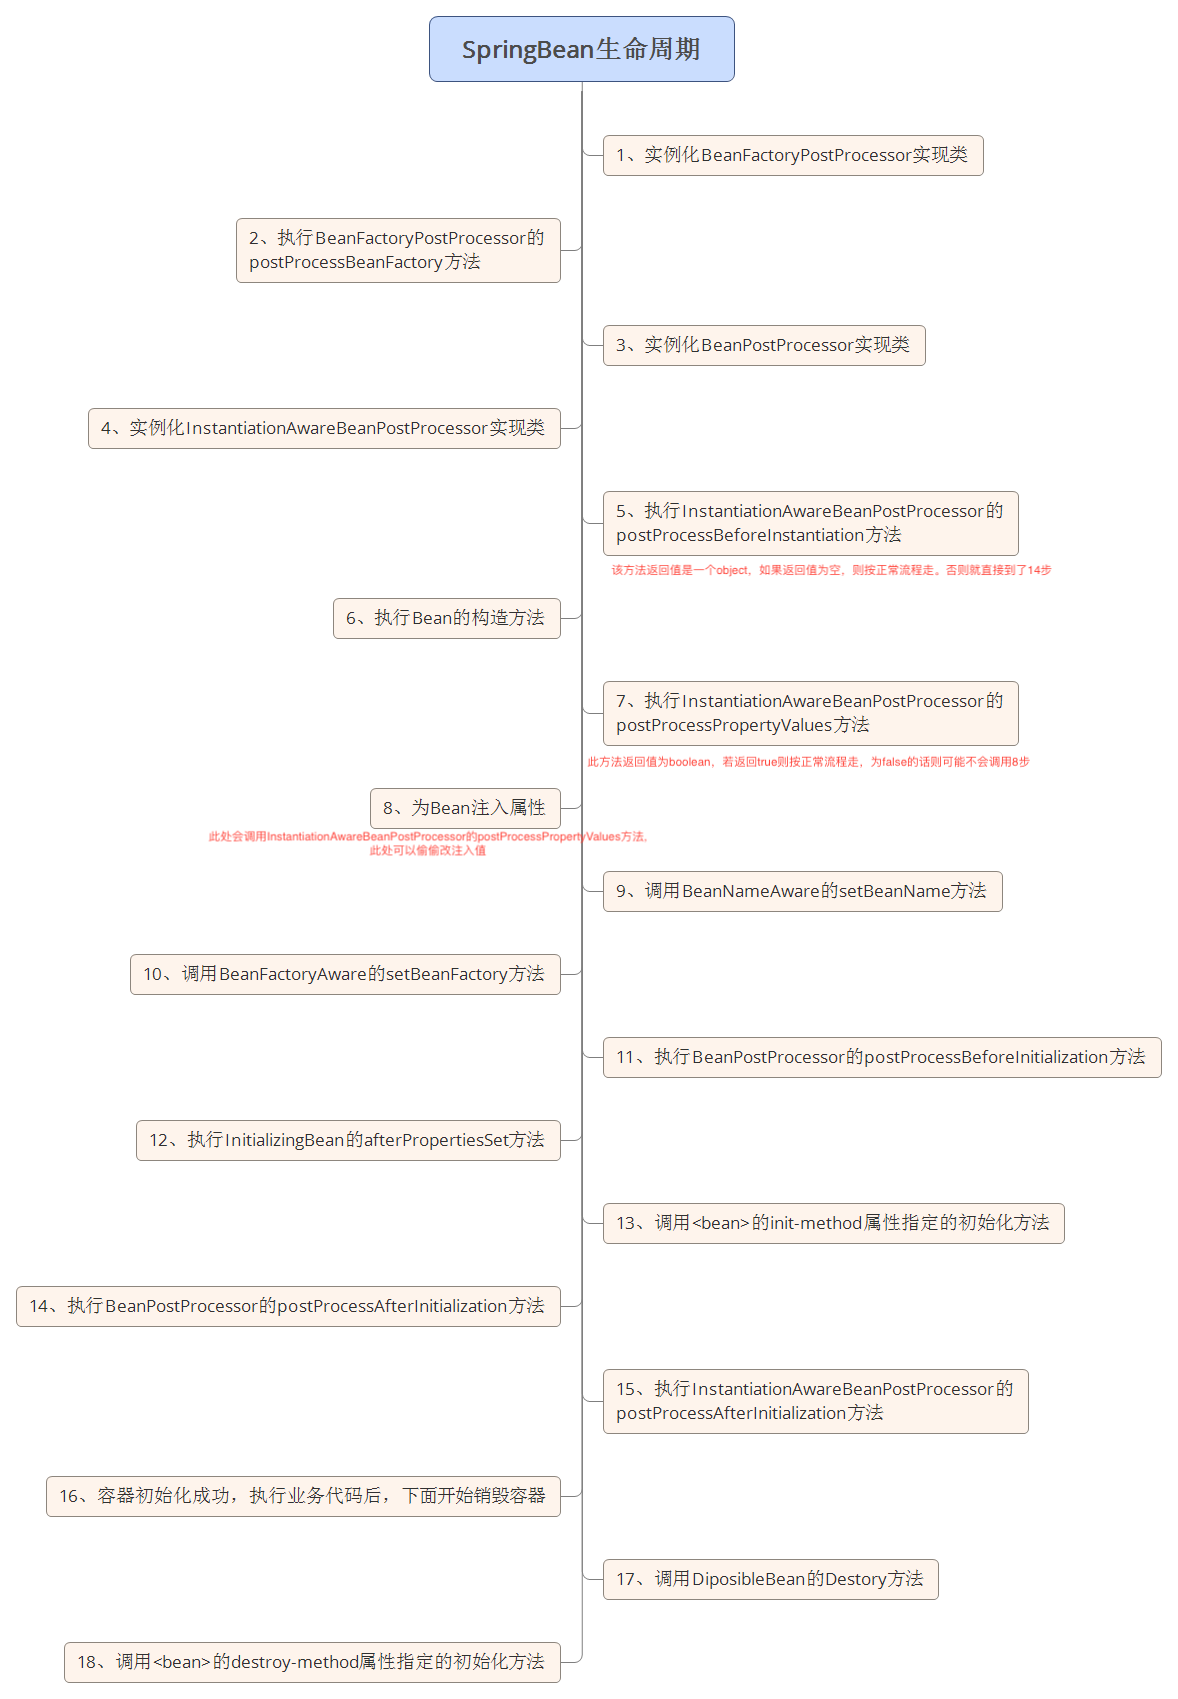 SpringBean生命周期
1、实例化BeanFactoryPostProcessor实现类
2、执行BeanFactoryPostProcessor的
postProcessBeanFactory方法
3、实例化BeanPostProcessor实现类
4、实例化InstantiationAwareBeanPostProcessor实现类
5、执行InstantiationAwareBeanPostProcessor的
postProcessBeforeInstantiation方法
该方法返回值是一个object，如果返回值为空，则按正常流程走。否则就直接到了14步
6、执行Bean的构造方法
7、执行InstantiationAwareBeanPostProcessor的
postProcessPropertyValues方法
此方法返回值为boolean，若返回true则按正常流程走，为false的话则可能不会调用8步
8、为Bean注入属性
此处会调用InstantiationAwareBeanPostProcessor的postProcessPropertyValues方法，
此处可以偷偷改注入值
9、调用BeanNameAware的setBeanName方法
10、调用BeanFactoryAware的setBeanFactory方法
11、执行BeanPostProcessor的postProcessBeforeInitialization方法
12、执行InitializingBean的afterPropertiesSet方法
13、调用<bean>的init-method属性指定的初始化方法
14、执行BeanPostProcessor的postProcessAfterInitialization方法
15、执行InstantiationAwareBeanPostProcessor的
postProcessAfterInitialization方法
16、容器初始化成功，执行业务代码后，下面开始销毁容器
17、调用DiposibleBean的Destory方法
18、调用<bean>的destroy-method属性指定的初始化方法